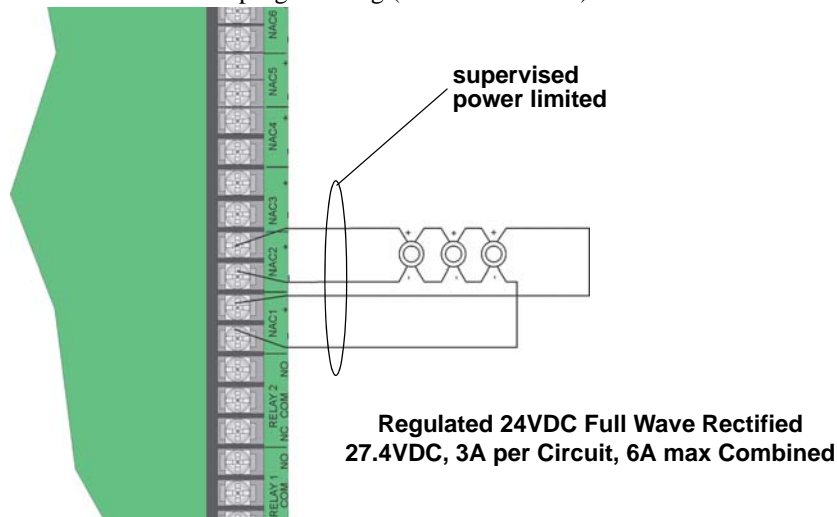 supervised
power limited
NAC6
-
+
NAC5
-
+
NAC4
-
+
NAC3
-
+
NAC2
-
+
NAC1
-
NO
RELAY 2
COM
NC
NO
RELAY 1
COM
+ + +
- - -
Regulated 24VDC Full Wave Rectified
27.4VDC, 3A per Circuit, 6A max Combined